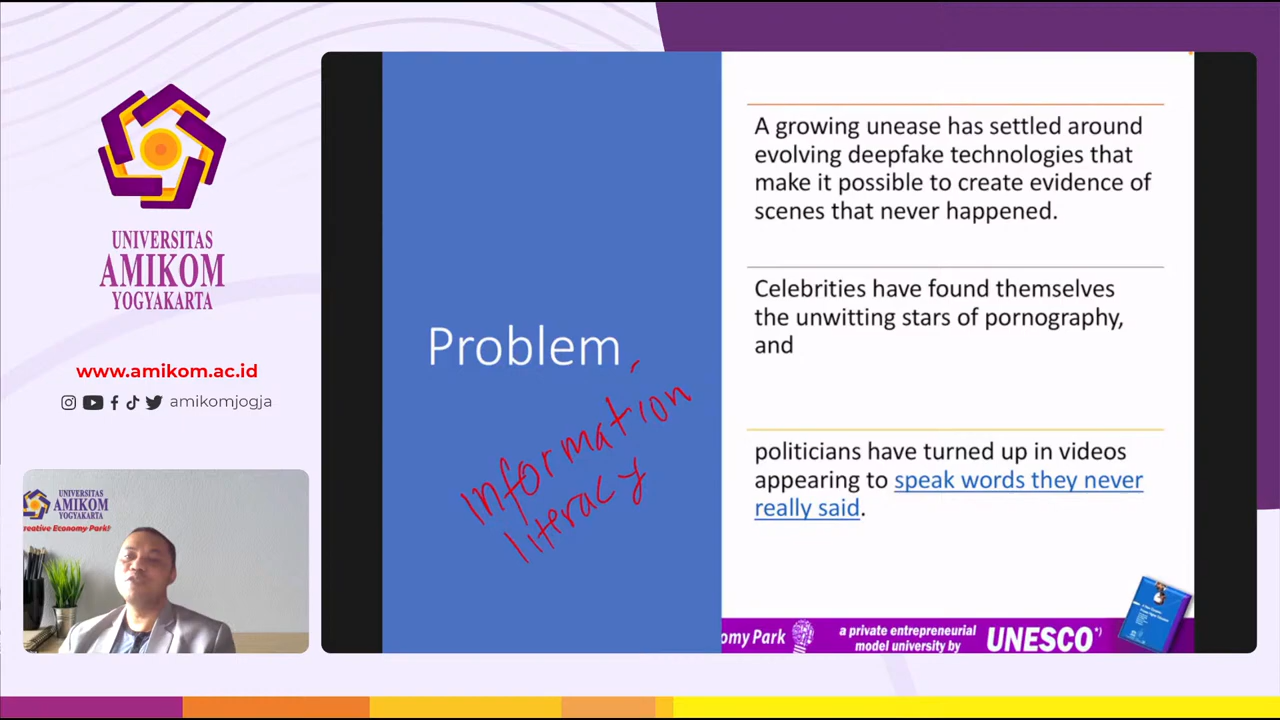 UNIVERSITAS
AMIKOM
YOGYAKARTA
www.amikom.ac.id
amikomjogja
UNIVERSITAS
AMIKOM
YOGYAKARTA
reative Economy Park!
Problem
information
literacy
A growing unease has settled around
evolving deepfake technologies that
make it possible to create evidence of
scenes that never happened.
Celebrities have found themselves
the unwitting stars of pornography,
and
politicians have turned up in videos
appearing to speak words they never
really said.
omy Park
a private entrepreneurial
model university by
UNESCO*)